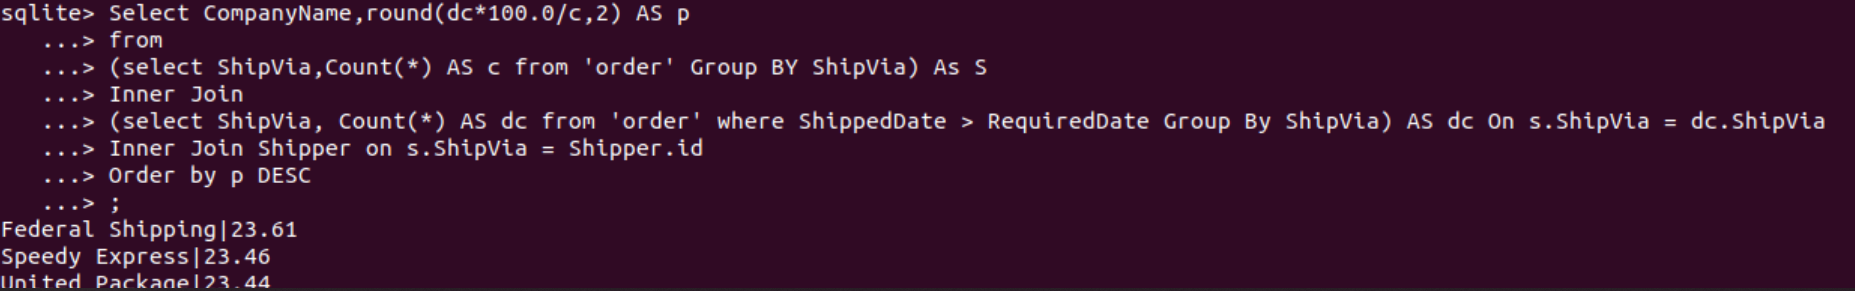 sqlite> Select CompanyName,round(dc*100.0/c,2) AS p
   ...> from
   ...> (select ShipVia,Count(*) AS c from 'order' Group BY ShipVia) As S
   ...> Inner Join
   ...> (select ShipVia, Count(*) AS dc from 'order' where ShippedDate > RequiredDate Group By ShipVia) AS dc On s.ShipVia = dc.ShipVia
   ...> Inner Join Shipper on s.ShipVia = Shipper.id
   ...> Order by p DESC
   ...> ;
Federal Shipping|23.61
Speedy Express|23.46
United Package|23.44